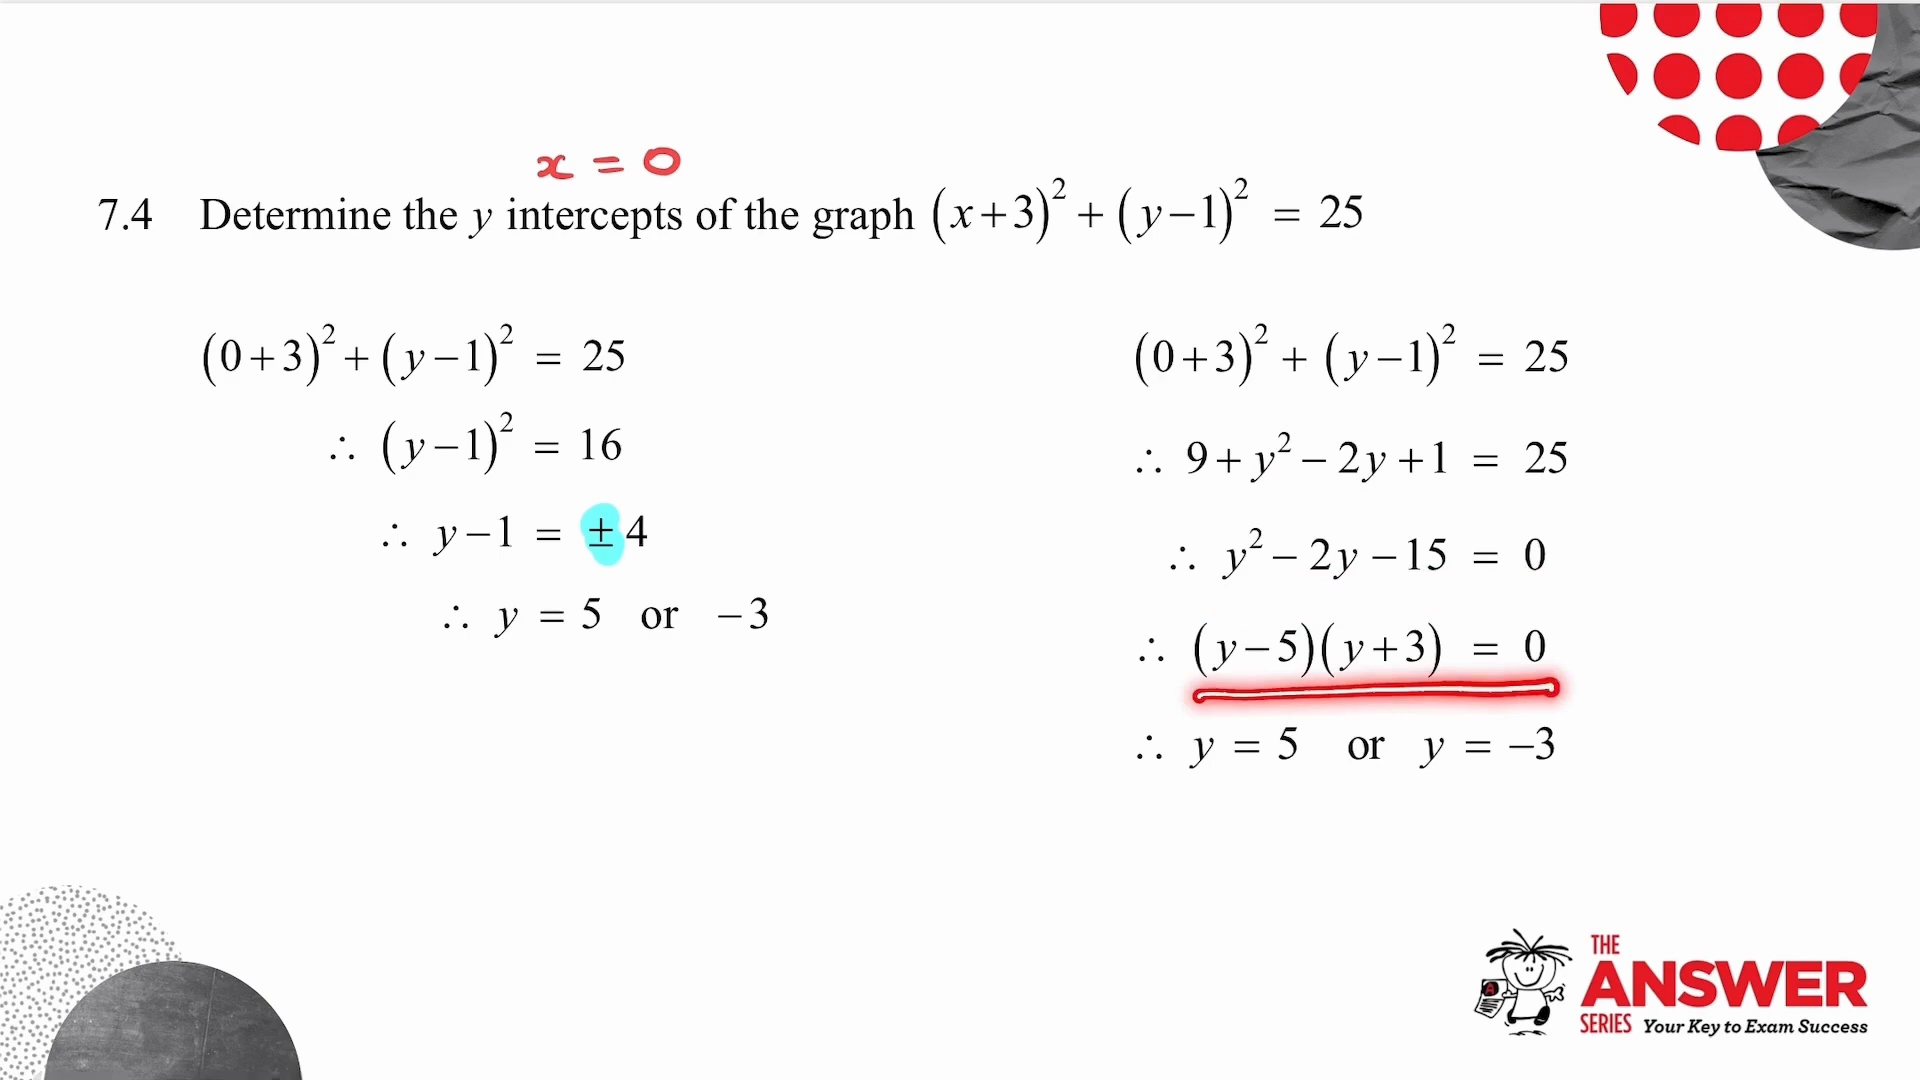 x = 0
7.4 Determine the y intercepts of the graph (x+3)² + (y−1)² = 25
(0+3)² + (y−1)² = 25
∴ (y−1)² = 16
∴ y−1 = ±4
∴ y = 5 or −3
(0+3)² + (y−1)² = 25
∴ 9+y²−2y+1 = 25
∴ y²−2y−15 = 0
∴ (y−5)(y+3) = 0
∴ y = 5 or y = −3
A
THE
ANSWER
SERIES Your Key to Exam Success